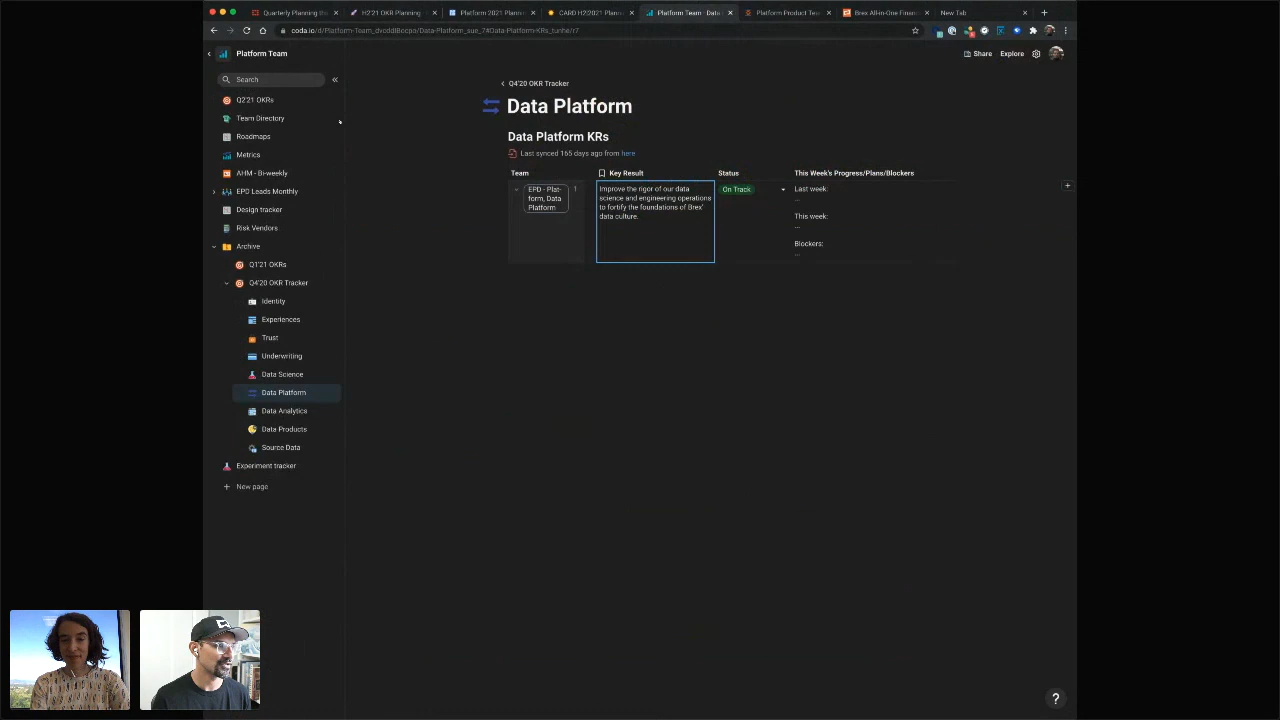 Quarterly Planning the
H2'21 OKR Planning
Platform 2021 Planni
CARD H2|2021 Plann
Platform Team · Data
Platform Product Tea
Brex All-in-One Finan
New Tab
Platform Team
Share
Explore
Search
Q2'21 OKRs
Team Directory
Roadmaps
Metrics
AHM - Bi-weekly
EPD Leads Monthly
Design tracker
Risk Vendors
Archive
Q1'21 OKRs
Q4'20 OKR Tracker
Identity
Experiences
Trust
Underwriting
Data Science
Data Platform
Data Analytics
Data Products
Source Data
Experiment tracker
New page
Q4'20 OKR Tracker
Data Platform
Data Platform KRs
Last synced 165 days ago from here
Team
Key Result
Status
This Week's Progress/Plans/Blockers
EPD - Plat-
form, Data
Platform
1
Improve the rigor of our data
science and engineering operations
to fortify the foundations of Brex'
data culture.
On Track
Last week:
...
This week:
...
Blockers:
...
?